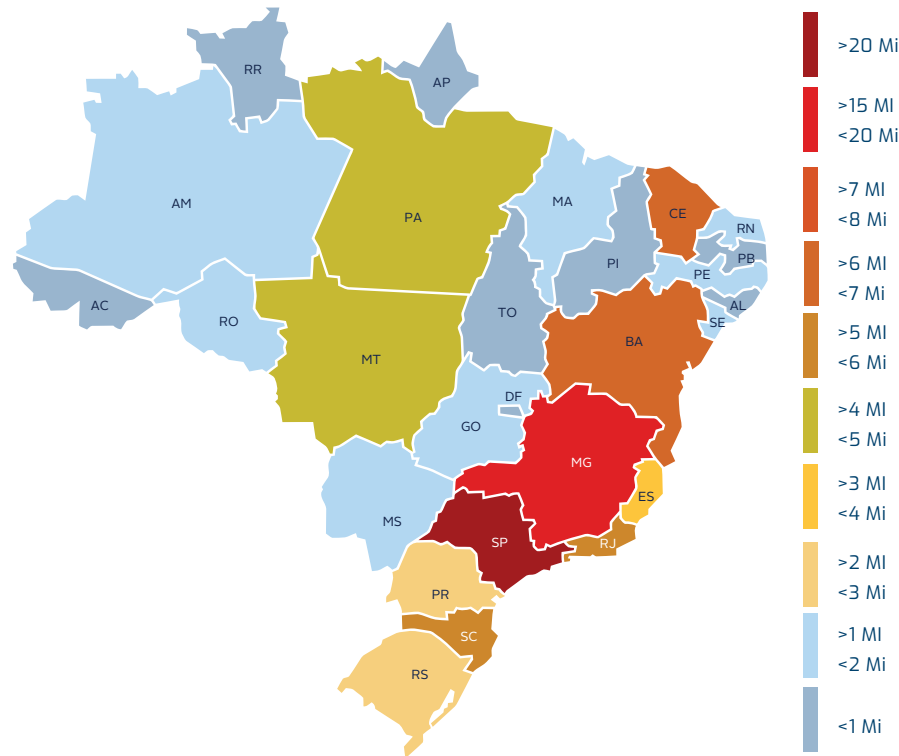 RR
AP
AM
PA
MA
CE
RN
PB
PI
PE
AL
SE
AC
RO
TO
BA
MT
DF
GO
MG
ES
MS
SP
RJ
PR
SC
RS
>20 Mi
>15 MI
<20 Mi
>7 MI
<8 Mi
>6 MI
<7 Mi
>5 MI
<6 Mi
>4 MI
<5 Mi
>3 MI
<4 Mi
>2 MI
<3 Mi
>1 MI
<2 Mi
<1 Mi